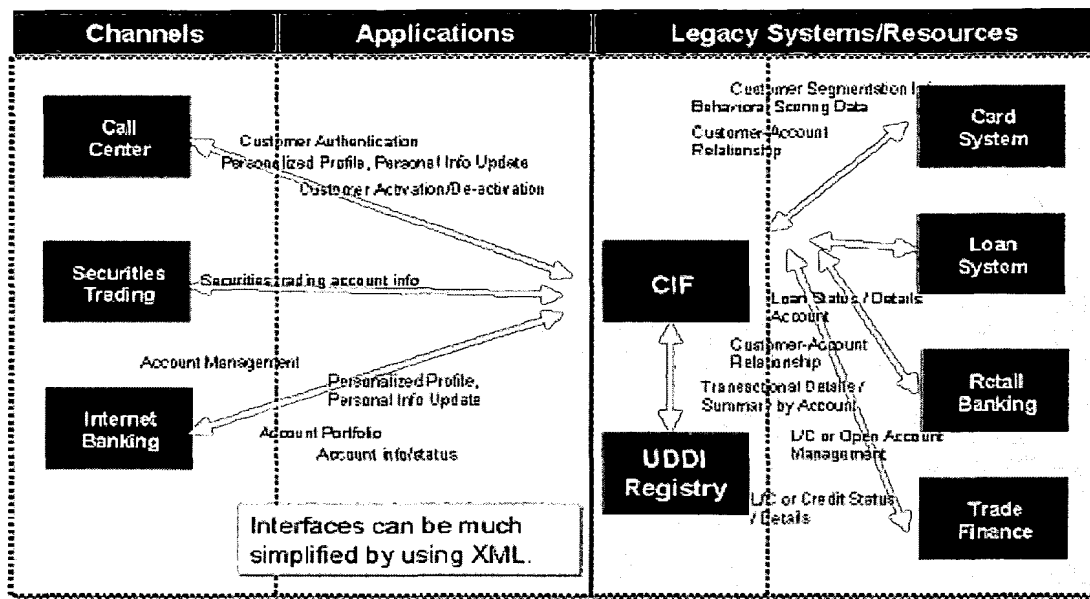 Channels
Applications
Legacy Systems/Resources
Call
Center
Customer Authentication
Personalized Profile, Personal Info Update
Customer Activation/De-activation
Securities
Trading
Securities trading account info
Account Management
Internet
Banking
Personalized Profile,
Personal Info Update
Account Portfolio
Account info/status
Interfaces can be much
simplified by using XML.
Customer Segmentation
Behavioral Scoring Data
Customer-Account
Relationship
Card
System
CIF
Loan
System
Loan Status / Details
Account
Customer-Account
Relationship
Transactional Details /
Summary by Account
Retail
Banking
UDDI
Registry
L/C or Open Account
Management
L/C or Credit Status
/ Details
Trade
Finance